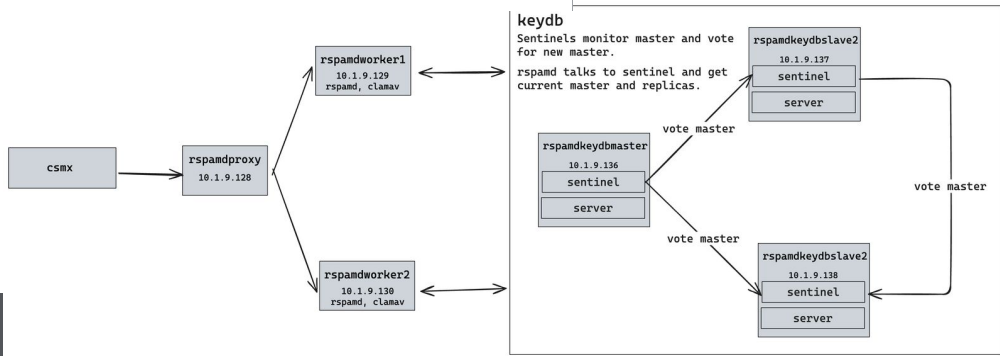 csmx
rspamdproxy
10.1.9.128
rspamdworker1
10.1.9.129
rspamd, clamav
rspamdworker2
10.1.9.130
rspamd, clamav
keydb
Sentinels monitor master and vote
for new master.
rspamd talks to sentinel and get
current master and replicas.
rspamdkeydbmaster
10.1.9.136
sentinel
server
vote master
vote master
rspamdkeydbslave2
10.1.9.137
sentinel
server
vote master
rspamdkeydbslave2
10.1.9.138
sentinel
server